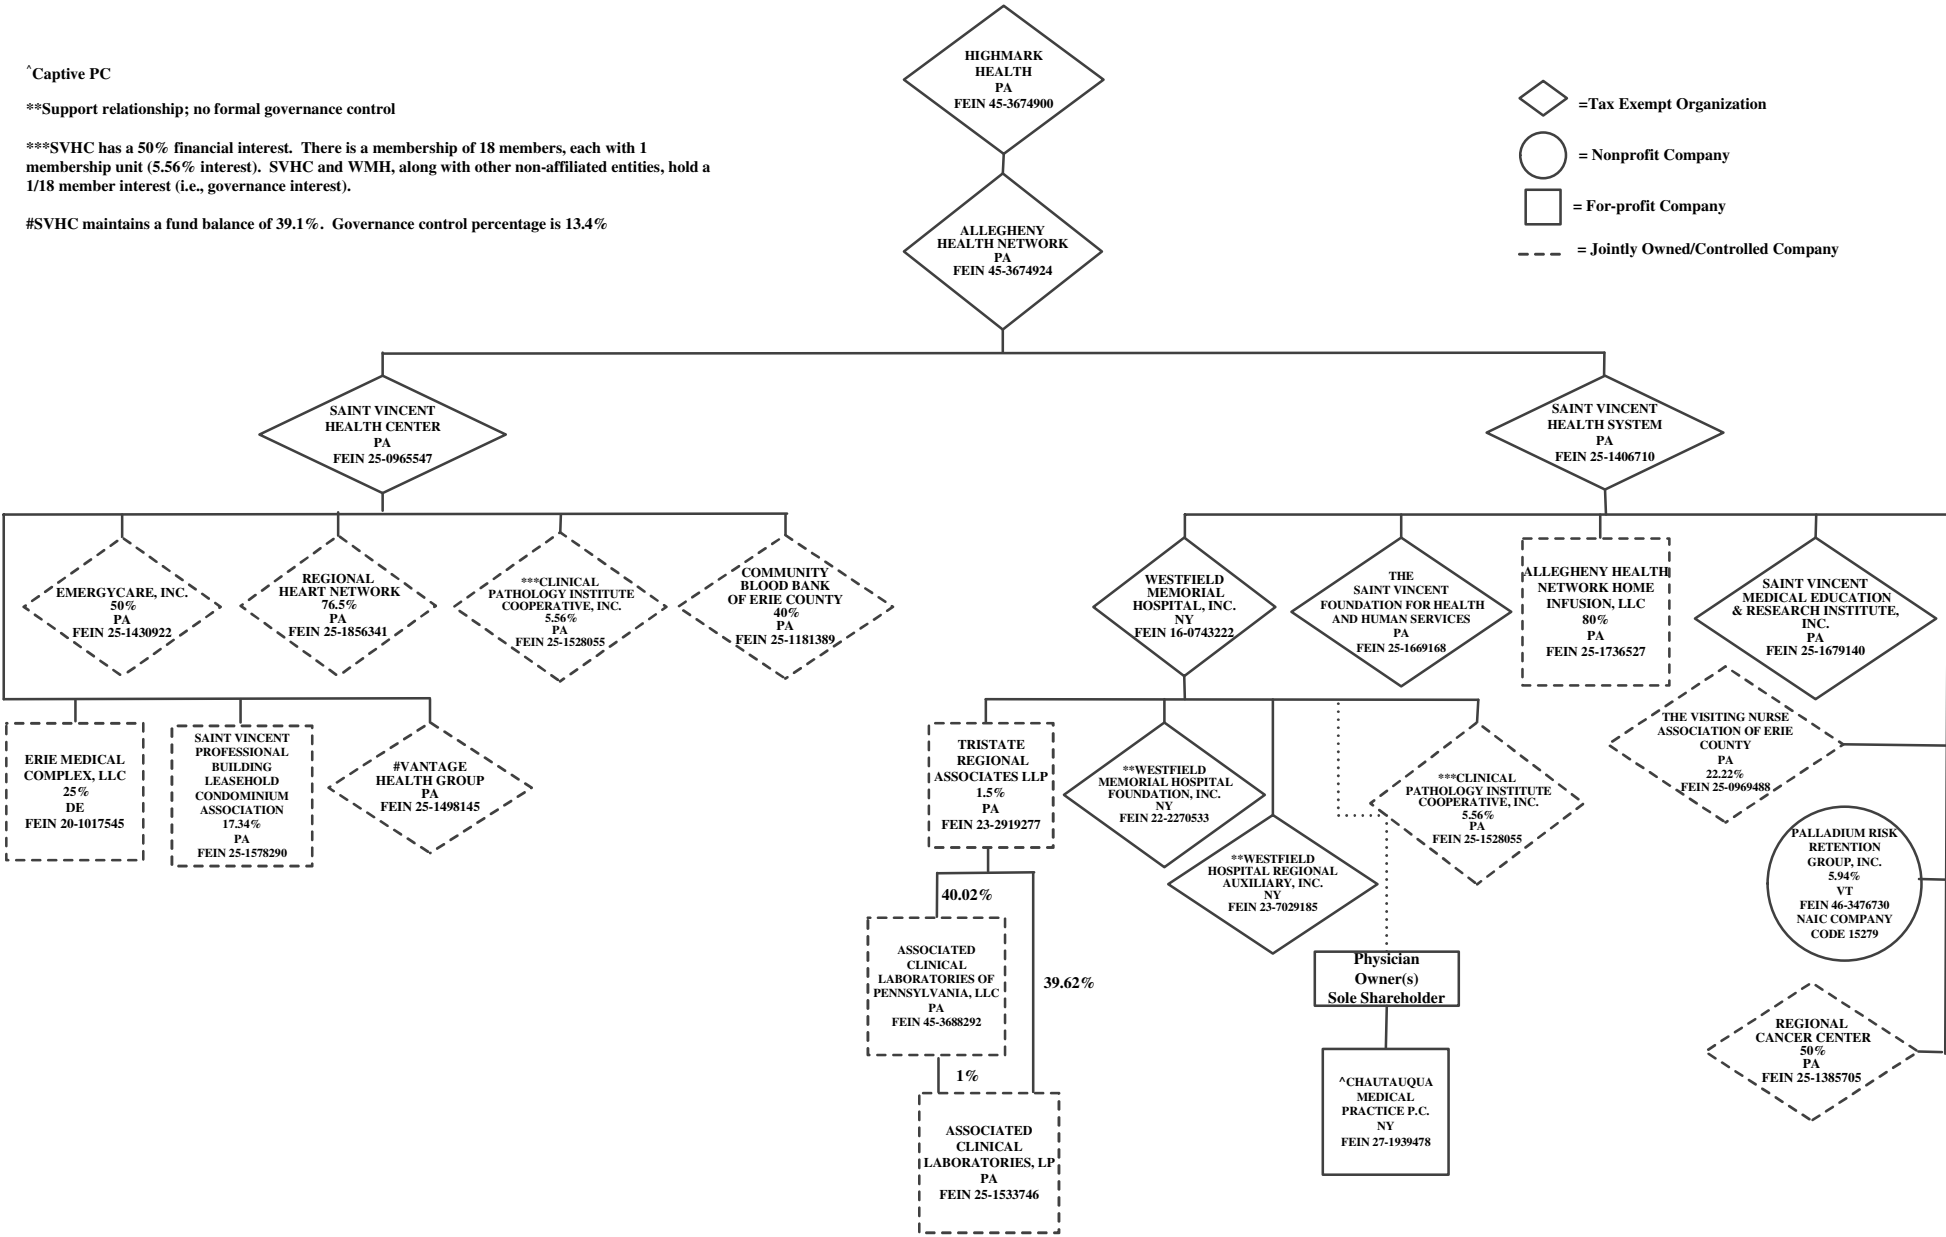 ^Captive PC
**Support relationship; no formal governance control
***SVHC has a 50% financial interest.  There is a membership of 18 members, each with 1
membership unit (5.56% interest).  SVHC and WMH, along with other non-affiliated entities, hold a
1/18 member interest (i.e., governance interest).
#SVHC maintains a fund balance of 39.1%.  Governance control percentage is 13.4%
HIGHMARK
HEALTH
PA
FEIN 45-3674900
=Tax Exempt Organization
= Nonprofit Company
= For-profit Company
= Jointly Owned/Controlled Company
ALLEGHENY
HEALTH NETWORK
PA
FEIN 45-3674924
SAINT VINCENT
HEALTH CENTER
PA
FEIN 25-0965547
SAINT VINCENT
HEALTH SYSTEM
PA
FEIN 25-1406710
EMERGYCARE, INC.
50%
PA
FEIN 25-1430922
REGIONAL
HEART NETWORK
76.5%
PA
FEIN 25-1856341
***CLINICAL
PATHOLOGY INSTITUTE
COOPERATIVE, INC.
5.56%
PA
FEIN 25-1528055
COMMUNITY
BLOOD BANK
OF ERIE COUNTY
40%
PA
FEIN 25-1181389
WESTFIELD
MEMORIAL
HOSPITAL, INC.
NY
FEIN 16-0743222
THE
SAINT VINCENT
FOUNDATION FOR HEALTH
AND HUMAN SERVICES
PA
FEIN 25-1669168
ALLEGHENY HEALTH
NETWORK HOME
INFUSION, LLC
80%
PA
FEIN 25-1736527
SAINT VINCENT
MEDICAL EDUCATION
& RESEARCH INSTITUTE,
INC.
PA
FEIN 25-1679140
ERIE MEDICAL
COMPLEX, LLC
25%
DE
FEIN 20-1017545
SAINT VINCENT
PROFESSIONAL
BUILDING
LEASEHOLD
CONDOMINIUM
ASSOCIATION
17.34%
PA
FEIN 25-1578290
#VANTAGE
HEALTH GROUP
PA
FEIN 25-1498145
TRISTATE
REGIONAL
ASSOCIATES LLP
1.5%
PA
FEIN 23-2919277
**WESTFIELD
MEMORIAL HOSPITAL
FOUNDATION, INC.
NY
FEIN 22-2270533
**WESTFIELD
HOSPITAL REGIONAL
AUXILIARY, INC.
NY
FEIN 23-7029185
***CLINICAL
PATHOLOGY INSTITUTE
COOPERATIVE, INC.
5.56%
PA
FEIN 25-1528055
THE VISITING NURSE
ASSOCIATION OF ERIE
COUNTY
PA
22.22%
FEIN 25-0969488
PALLADIUM RISK
RETENTION
GROUP, INC.
5.94%
VT
FEIN 46-3476730
NAIC COMPANY
CODE 15279
REGIONAL
CANCER CENTER
50%
PA
FEIN 25-1385705
40.02%
39.62%
ASSOCIATED
CLINICAL
LABORATORIES OF
PENNSYLVANIA, LLC
PA
FEIN 45-3688292
1%
ASSOCIATED
CLINICAL
LABORATORIES, LP
PA
FEIN 25-1533746
Physician
Owner(s)
Sole Shareholder
^CHAUTAUQUA
MEDICAL
PRACTICE P.C.
NY
FEIN 27-1939478